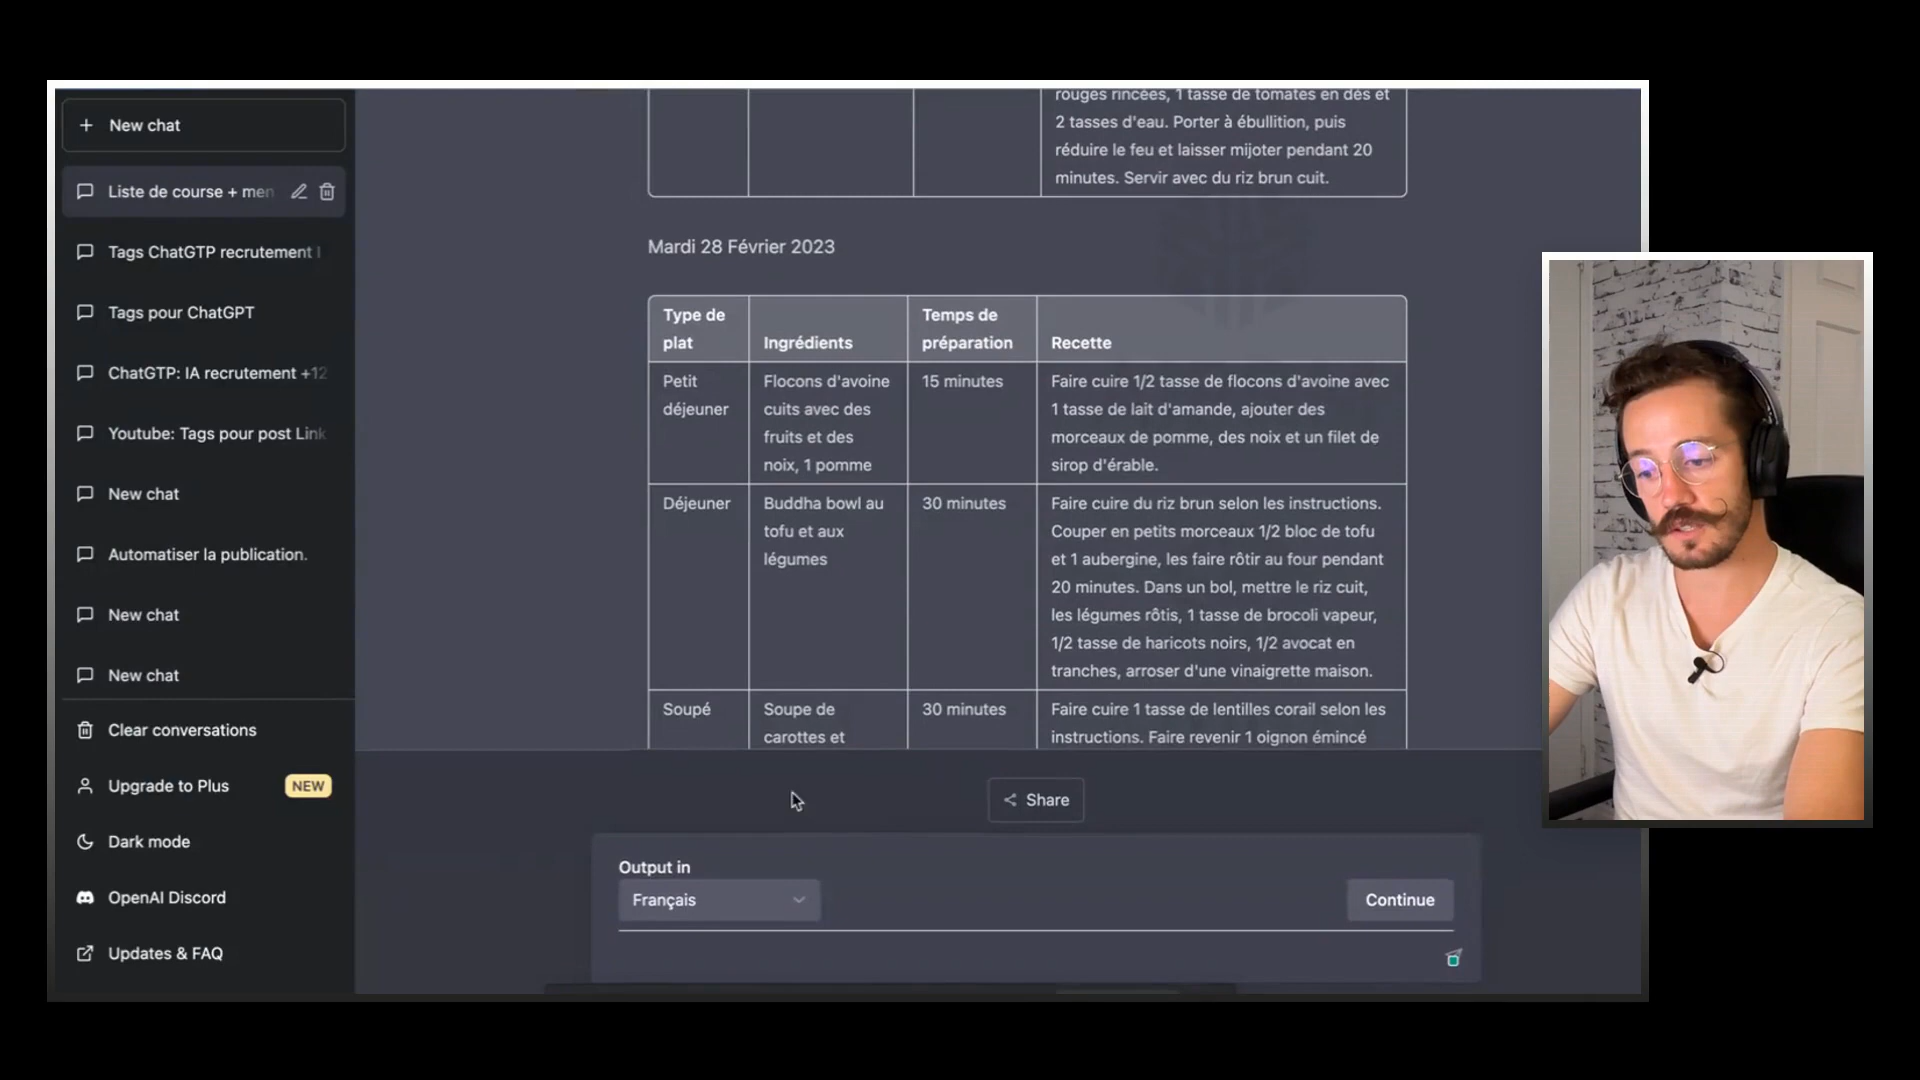 New chat
Liste de course + men
Tags ChatGTP recrutement
Tags pour ChatGPT
ChatGTP: IA recrutement +12
Youtube: Tags pour post Link
New chat
Automatiser la publication.
New chat
New chat
Clear conversations
Upgrade to Plus NEW
Dark mode
OpenAI Discord
Updates & FAQ
rouges rincées, 1 tasse de tomates en dés et
2 tasses d'eau. Porter à ébullition, puis
réduire le feu et laisser mijoter pendant 20
minutes. Servir avec du riz brun cuit.
Mardi 28 Février 2023
Type de
plat
Ingrédients
Temps de
préparation
Recette
Petit
déjeuner
Flocons d'avoine
cuits avec des
fruits et des
noix, 1 pomme
15 minutes
Faire cuire 1/2 tasse de flocons d'avoine avec
1 tasse de lait d'amande, ajouter des
morceaux de pomme, des noix et un filet de
sirop d'érable.
Déjeuner
Buddha bowl au
tofu et aux
légumes
30 minutes
Faire cuire du riz brun selon les instructions.
Couper en petits morceaux 1/2 bloc de tofu
et 1 aubergine, les faire rôtir au four pendant
20 minutes. Dans un bol, mettre le riz cuit,
les légumes rôtis, 1 tasse de brocoli vapeur,
1/2 tasse de haricots noirs, 1/2 avocat en
tranches, arroser d'une vinaigrette maison.
Soupé
Soupe de
carottes et
30 minutes
Faire cuire 1 tasse de lentilles corail selon les
instructions. Faire revenir 1 oignon émincé
Share
Output in
Français
Continue